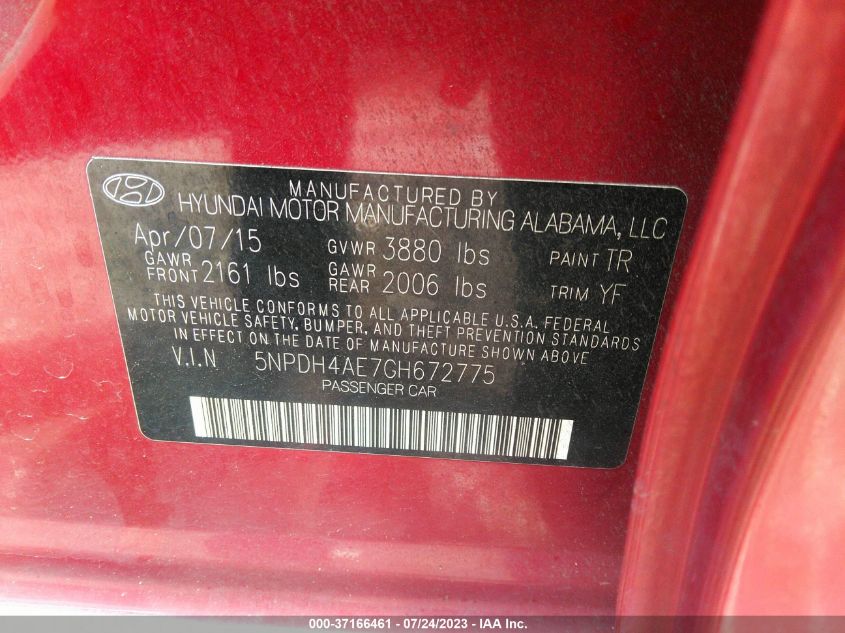 MANUFACTURED BY
HYUNDAI MOTOR MANUFACTURING ALABAMA, LLC
Apr/07/15 GVWR 3880 lbs PAINT TR
GAWR FRONT 2161 lbs GAWR REAR 2006 lbs TRIM YF
THIS VEHICLE CONFORMS TO ALL APPLICABLE U.S.A. FEDERAL
MOTOR VEHICLE SAFETY, BUMPER, AND THEFT PREVENTION STANDARDS
IN EFFECT ON THE DATE OF MANUFACTURE SHOWN ABOVE
V.I.N 5NPDH4AE7GH672775
PASSENGER CAR
000-37166461 - 07/24/2023 - IAA Inc.